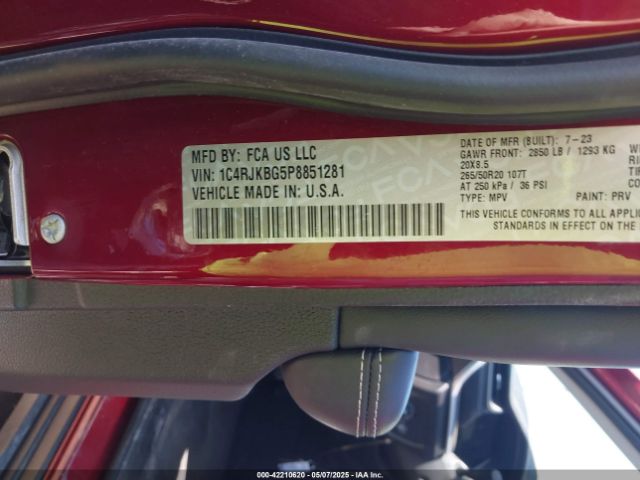 MFD BY: FCA US LLC
VIN: 1C4RJKBG5P8851281
VEHICLE MADE IN U.S.A.
DATE OF MFR (BUILT): 7-23
GAWR FRONT: 2850 LB / 1293 KG
20X8.5
265/50R20 107T
AT 250 kPa / 36 PSI
TYPE: MPV PAINT: PRV
THIS VEHICLE CONFORMS TO ALL APPL
STANDARDS IN EFFECT ON THE
000-42210620 - 05/07/2025 - IAAI Inc.